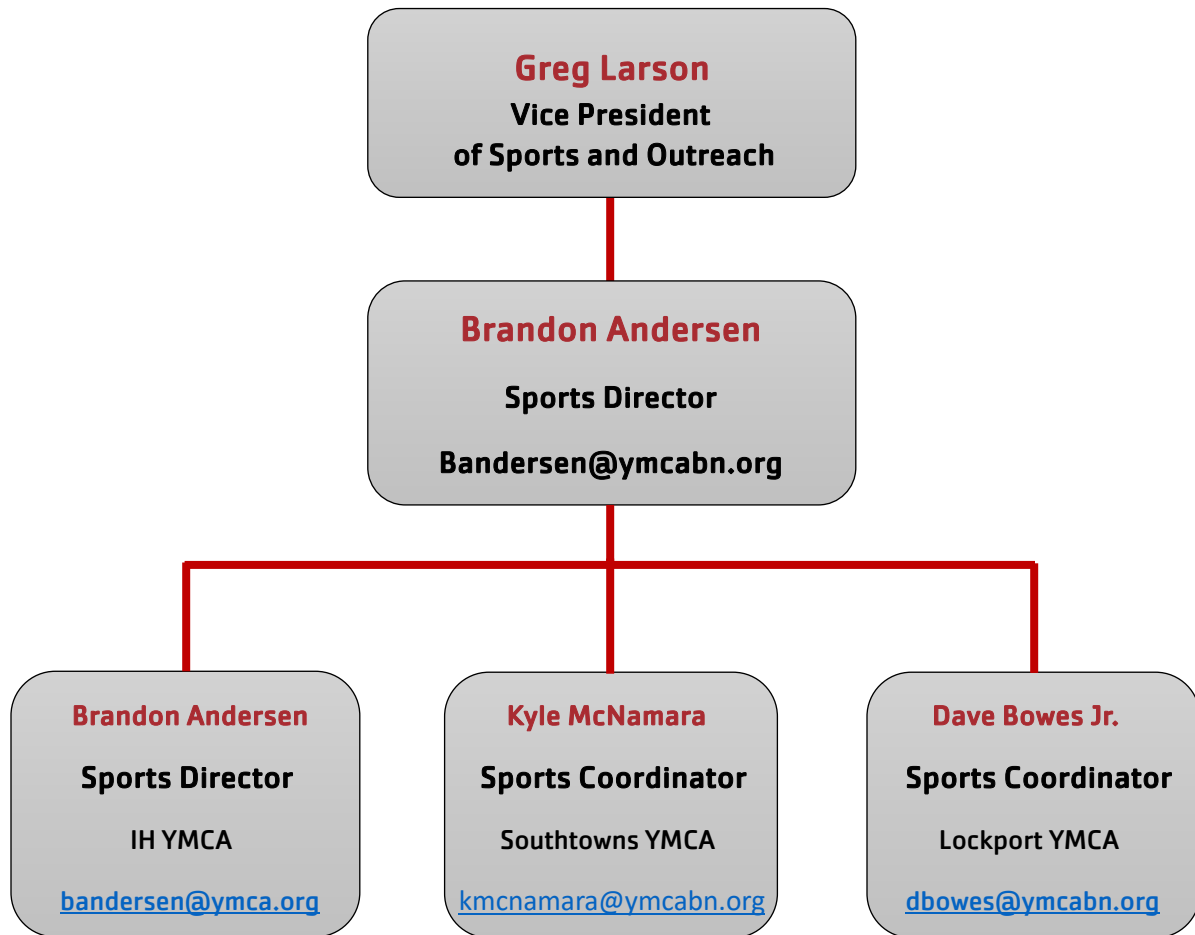 Greg Larson
Vice President
of Sports and Outreach
Brandon Andersen
Sports Director
Bandersen@ymcabn.org
Brandon Andersen
Sports Director
IH YMCA
bandersen@ymca.org
Kyle McNamara
Sports Coordinator
Southtowns YMCA
kmcnamara@ymcabn.org
Dave Bowes Jr.
Sports Coordinator
Lockport YMCA
dbowes@ymcabn.org